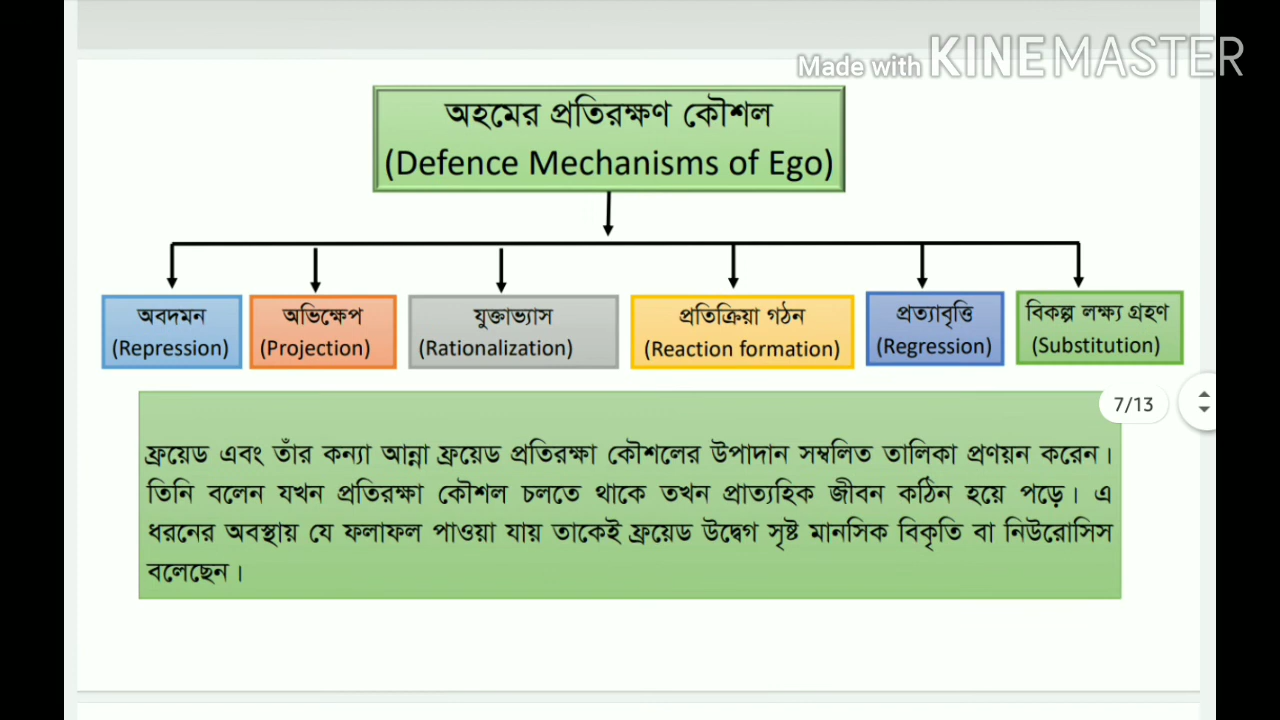 Made with KINEMASTER
অহমের প্রতিরক্ষণ কৌশল
(Defence Mechanisms of Ego)
অবদমন
(Repression)
অভিক্ষেপ
(Projection)
যুক্তাভ্যাস
(Rationalization)
প্রতিক্রিয়া গঠন
(Reaction formation)
প্রত্যাবৃত্তি
(Regression)
বিকল্প লক্ষ্য গ্রহণ
(Substitution)
7/13
ফ্রয়েড এবং তাঁর কন্যা আন্না ফ্রয়েড প্রতিরক্ষা কৌশলের উপাদান সম্বলিত তালিকা প্রণয়ন করেন।
তিনি বলেন যখন প্রতিরক্ষা কৌশল চলতে থাকে তখন প্রাত্যহিক জীবন কঠিন হয়ে পড়ে। এ
ধরনের অবস্থায় যে ফলাফল পাওয়া যায় তাকেই ফ্রয়েড উদ্বেগ সৃষ্ট মানসিক বিকৃতি বা নিউরোসিস
বলেছেন।